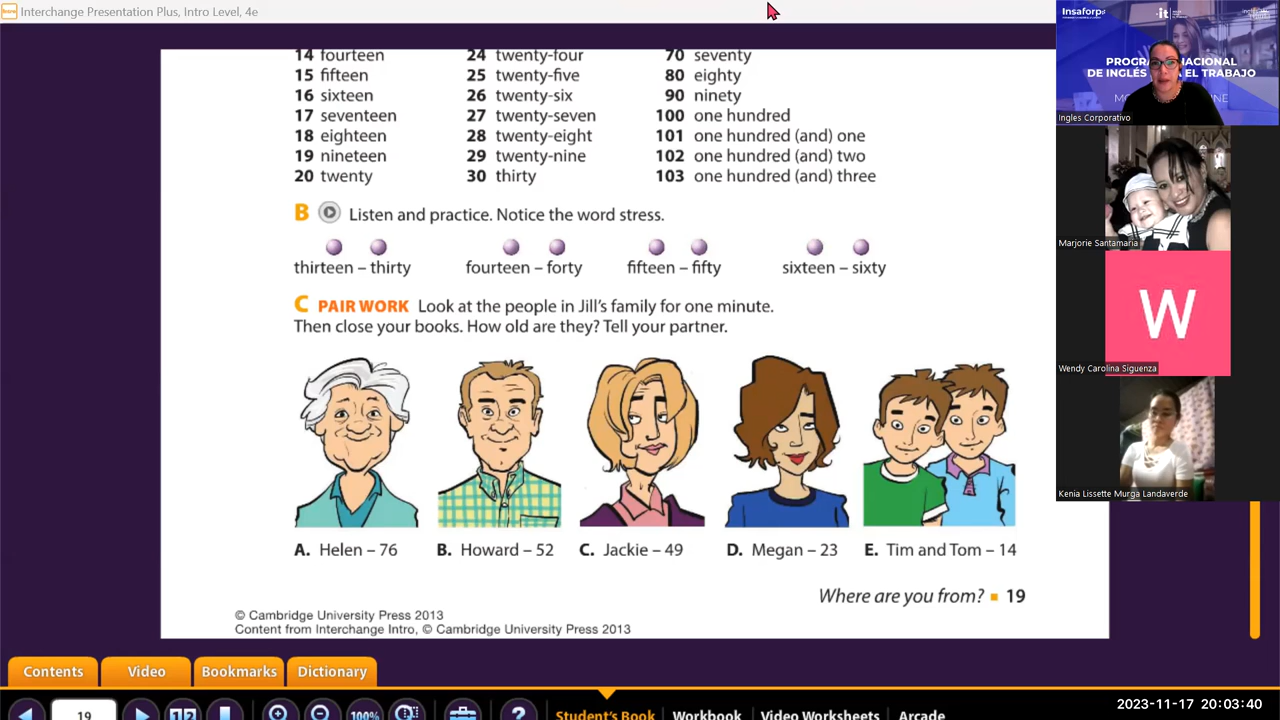 Interchange Presentation Plus, Intro Level, 4e
14 fourteen 24 twenty-four 70 seventy
15 fifteen 25 twenty-five 80 eighty
16 sixteen 26 twenty-six 90 ninety
17 seventeen 27 twenty-seven 100 one hundred
18 eighteen 28 twenty-eight 101 one hundred (and) one
19 nineteen 29 twenty-nine 102 one hundred (and) two
20 twenty 30 thirty 103 one hundred (and) three
B Listen and practice. Notice the word stress.
thirteen – thirty fourteen – forty fifteen – fifty sixteen – sixty
C PAIR WORK Look at the people in Jill's family for one minute.
Then close your books. How old are they? Tell your partner.
A. Helen – 76 B. Howard – 52 C. Jackie – 49 D. Megan – 23 E. Tim and Tom – 14
Where are you from? ■ 19
© Cambridge University Press 2013
Content from Interchange Intro, © Cambridge University Press 2013
Contents Video Bookmarks Dictionary
19 100% ? Student's Book Workbook Video Worksheets Arcade
Insaforp
Ingles Corporativo
Marjorie Santamaria
W
Wendy Carolina Siguenza
Kenia Lissette Murga Landaverde
2023-11-17 20:03:40